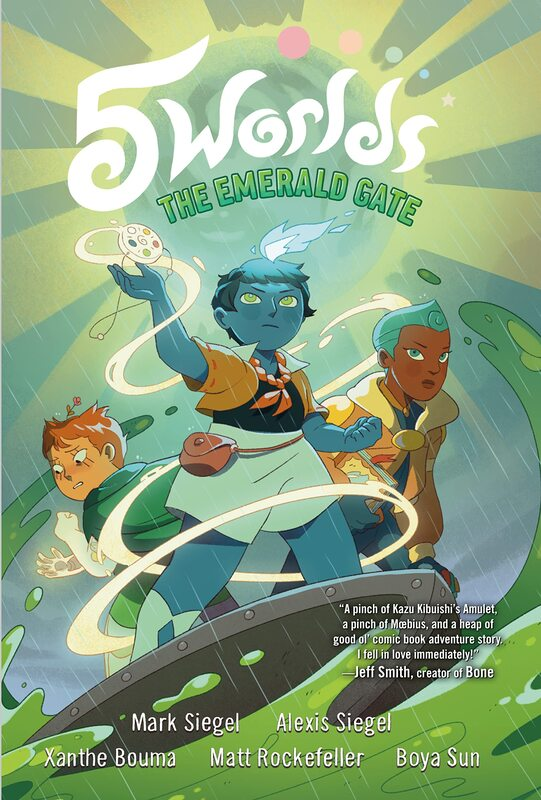 5 Worlds
THE EMERALD GATE
“A pinch of Kazu Kibuishi’s Amulet,
a pinch of Mœbius, and a heap of
good ol’ comic book adventure story.
I fell in love immediately!”
—Jeff Smith, creator of Bone
Mark Siegel Alexis Siegel
Xanthe Bouma Matt Rockefeller Boya Sun